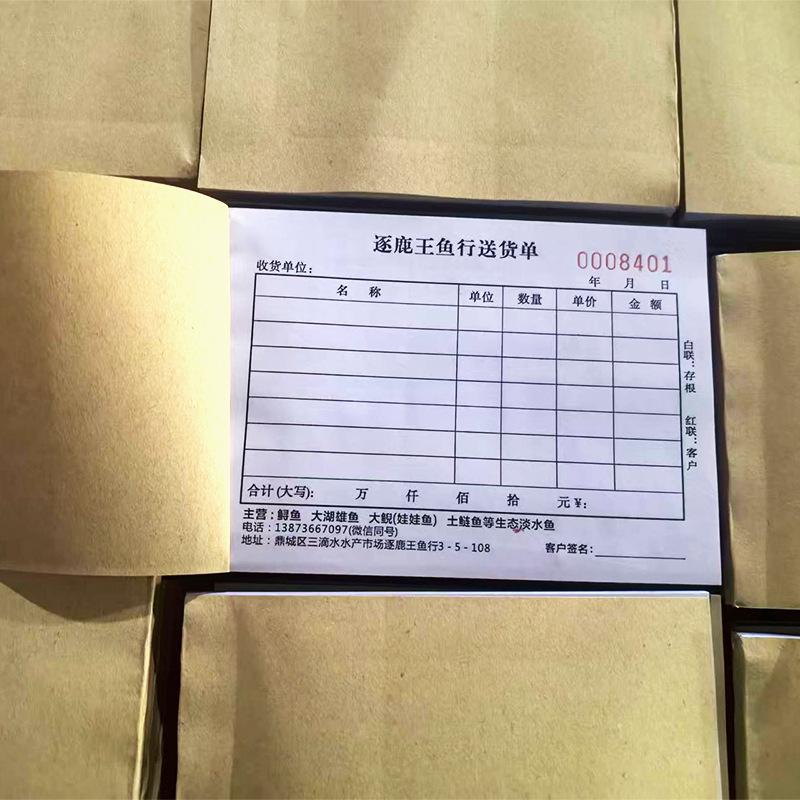 逐鹿王鱼行送货单
0008401
收货单位：
年 月 日
名 称 单位 数量 单价 金 额
合计(大写): 万 仟 佰 拾 元 ¥:
主营: 鲟鱼 大湖雄鱼 大鲵(娃娃鱼) 土鲢鱼等生态淡水鱼
电话: 13873667097(微信同号)
地址: 鼎城区三滴水水产市场逐鹿王鱼行3-5-108
客户签名:
白联：存根 红联：客户